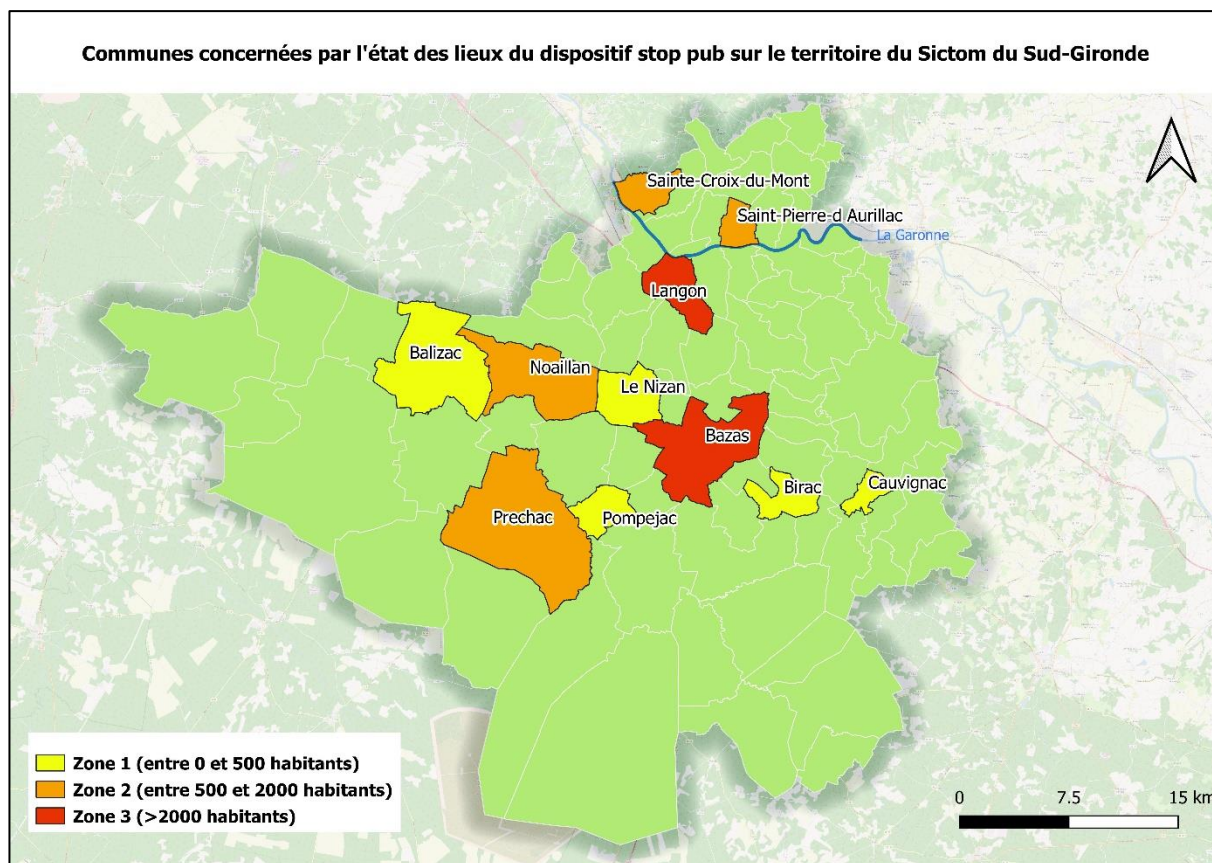 Communes concernées par l'état des lieux du dispositif stop pub sur le territoire du Sictom du Sud-Gironde
Sainte-Croix-du-Mont
Saint-Pierre-d Aurillac
La Garonne
Langon
Balizac
Noaillan
Le Nizan
Bazas
Birac
Cauvignac
Prechac
Pompejac
Zone 1 (entre 0 et 500 habitants)
Zone 2 (entre 500 et 2000 habitants)
Zone 3 (>2000 habitants)
0 7.5 15 km